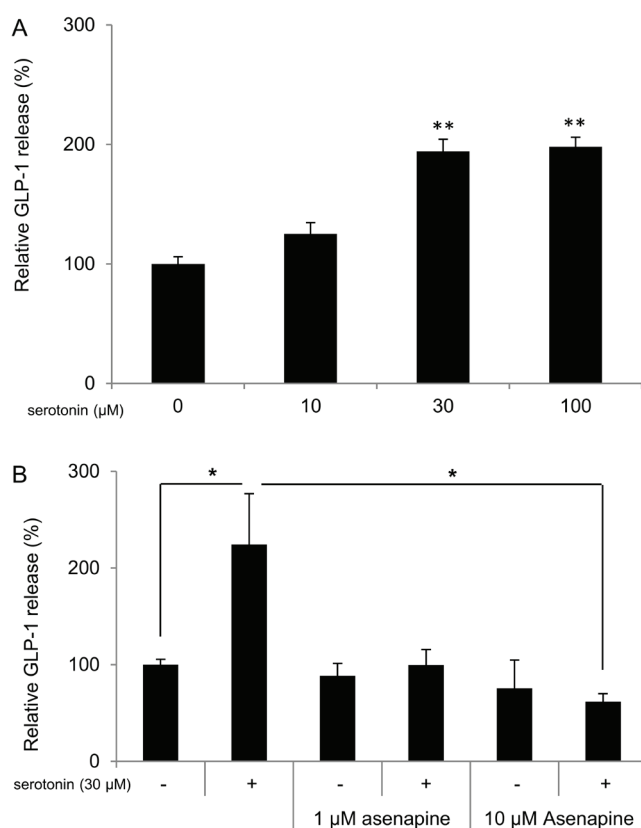 A
Relative GLP-1 release (%)
300
200
100
0
** **
serotonin (µM) 0 10 30 100
B
Relative GLP-1 release (%)
300
200
100
0
* *
serotonin (30 µM) - + - + - +
1 µM asenapine 10 µM Asenapine